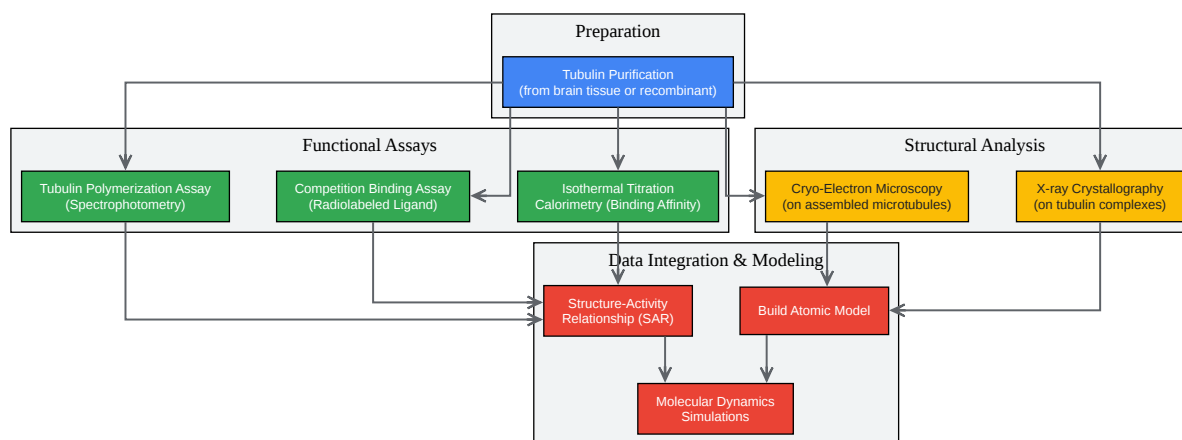 Preparation
Tubulin Purification
(from brain tissue or recombinant)
Functional Assays
Tubulin Polymerization Assay
(Spectrophotometry)
Competition Binding Assay
(Radiolabeled Ligand)
Isothermal Titration
Calorimetry (Binding Affinity)
Structural Analysis
Cryo-Electron Microscopy
(on assembled microtubules)
X-ray Crystallography
(on tubulin complexes)
Data Integration & Modeling
Structure-Activity
Relationship (SAR)
Build Atomic Model
Molecular Dynamics
Simulations